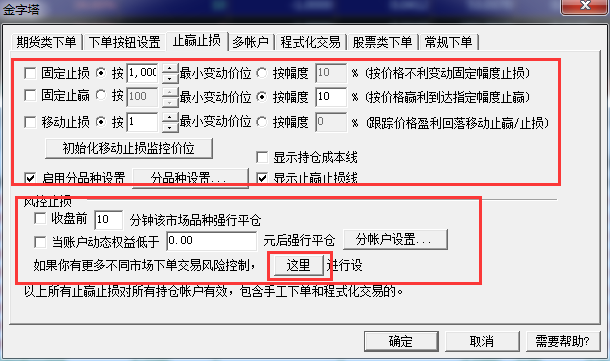 金字塔
期货类下单 下单按钮设置 止赢止损 多帐户 程式化交易 股票类下单 常规下单
固定止损 按 1,000 最小变动价位 按幅度 10 % (按价格不利变动固定幅度止损)
固定止赢 按 100 最小变动价位 按幅度 10 % (按价格赢利到达指定幅度止赢)
移动止损 按 1 最小变动价位 按幅度 0 % (跟踪价格盈利回落移动止赢/止损)
初始化移动止损监控价位 显示持仓成本线
启用分品种设置 分品种设置... 显示止赢止损线
风控止损
收盘前 10 分钟该市场品种强行平仓
当账户动态权益低于 0.00 元后强行平仓 分帐户设置...
如果你有更多不同市场下单交易风险控制, 这里 进行设
以上所有止赢止损对所有持仓帐户有效,包含手工下单和程式化交易的。
确定 取消 需要帮助?